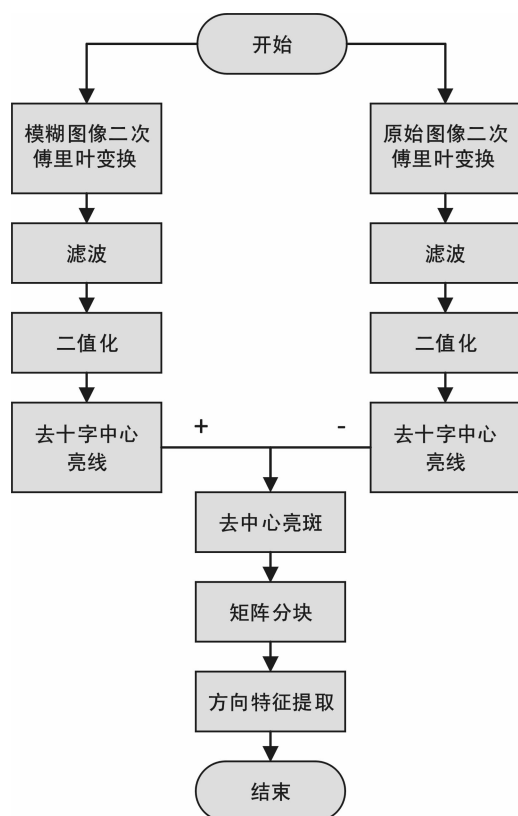 开始
模糊图像二次
傅里叶变换
原始图像二次
傅里叶变换
滤波
滤波
二值化
二值化
去十字中心
亮线
+
-
去十字中心
亮线
去中心亮斑
矩阵分块
方向特征提取
结束